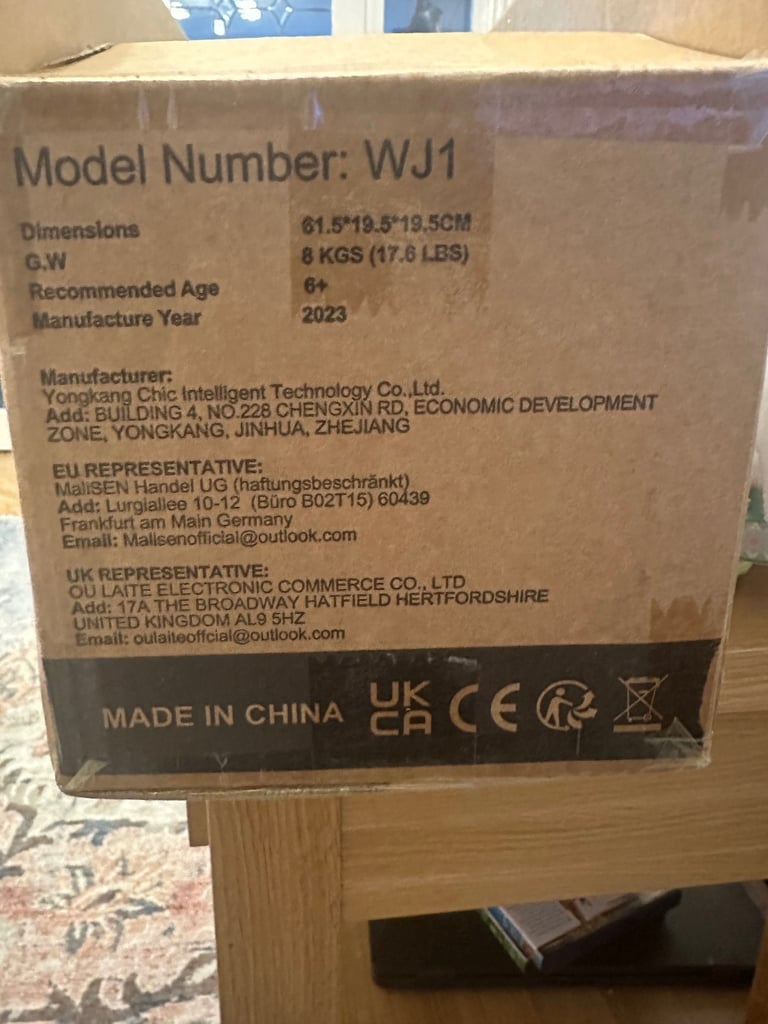 Model Number: WJ1
Dimensions 61.5*19.5*19.5CM
G.W 8 KGS (17.6 LBS)
Recommended Age 6+
Manufacture Year 2023
Manufacturer:
Yongkang Chic Intelligent Technology Co.,Ltd.
Add: BUILDING 4, NO.228 CHENGXIN RD, ECONOMIC DEVELOPMENT
ZONE, YONGKANG, JINHUA, ZHEJIANG
EU REPRESENTATIVE:
MaliSEN Handel UG (haftungsbeschränkt)
Add: Lurgiallee 10-12 (Büro B02T15) 60439
Frankfurt am Main Germany
Email: Malisenofficial@outlook.com
UK REPRESENTATIVE:
OU LAITE ELECTRONIC COMMERCE CO., LTD
Add: 17A THE BROADWAY HATFIELD HERTFORDSHIRE
UNITED KINGDOM AL9 5HZ
Email: oulaiteoffcial@outlook.com
MADE IN CHINA UK CA CE